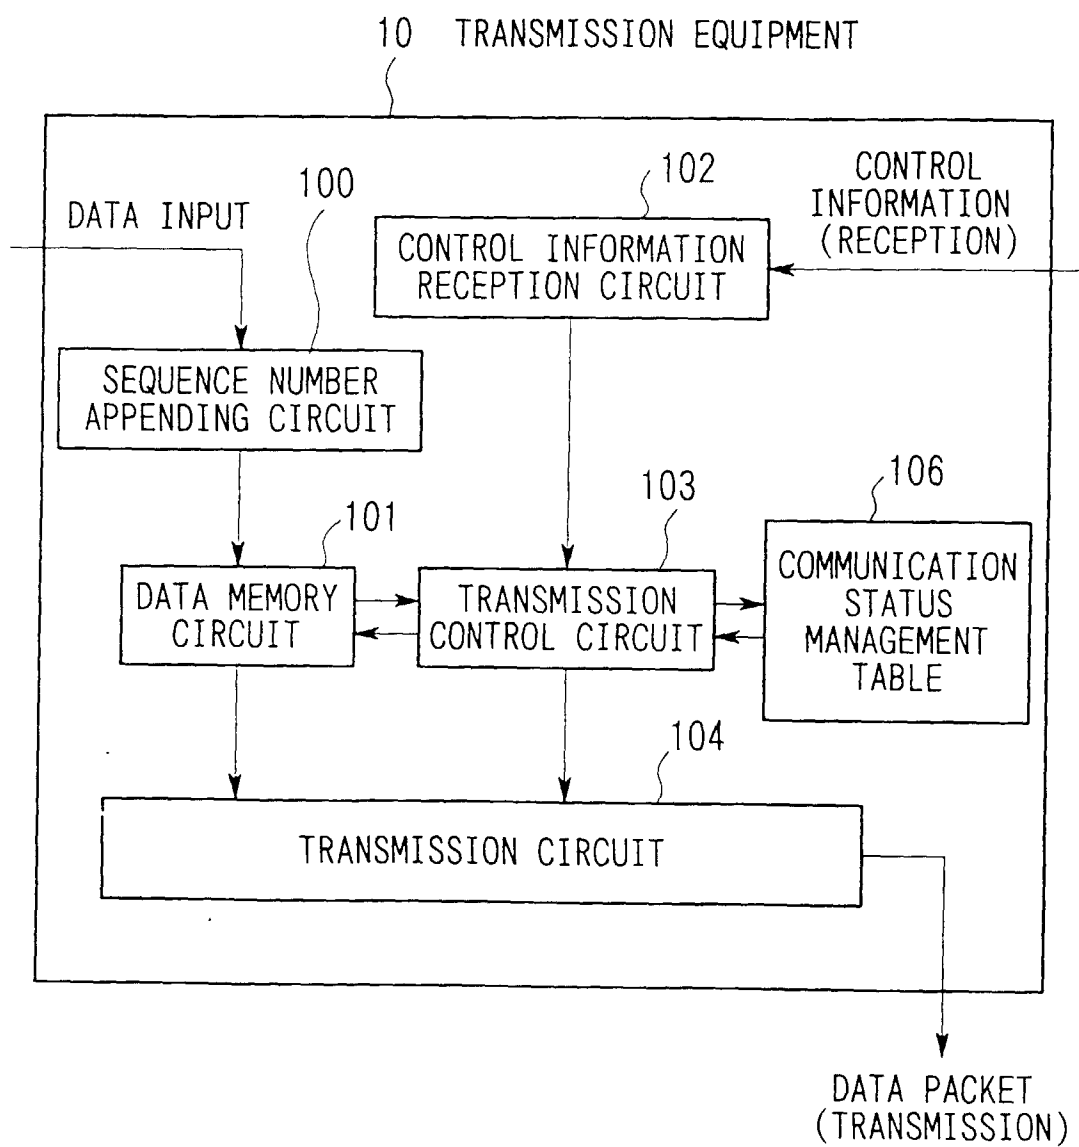 10 TRANSMISSION EQUIPMENT
100
DATA INPUT
102
CONTROL
INFORMATION
(RECEPTION)
CONTROL INFORMATION
RECEPTION CIRCUIT
SEQUENCE NUMBER
APPENDING CIRCUIT
101
103
106
DATA MEMORY
CIRCUIT
TRANSMISSION
CONTROL CIRCUIT
COMMUNICATION
STATUS
MANAGEMENT
TABLE
104
TRANSMISSION CIRCUIT
DATA PACKET
(TRANSMISSION)